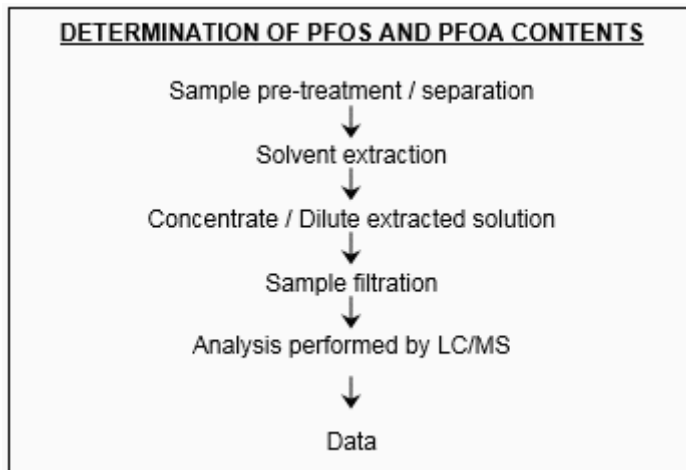 DETERMINATION OF PFOS AND PFOA CONTENTS
Sample pre-treatment / separation
Solvent extraction
Concentrate / Dilute extracted solution
Sample filtration
Analysis performed by LC/MS
Data